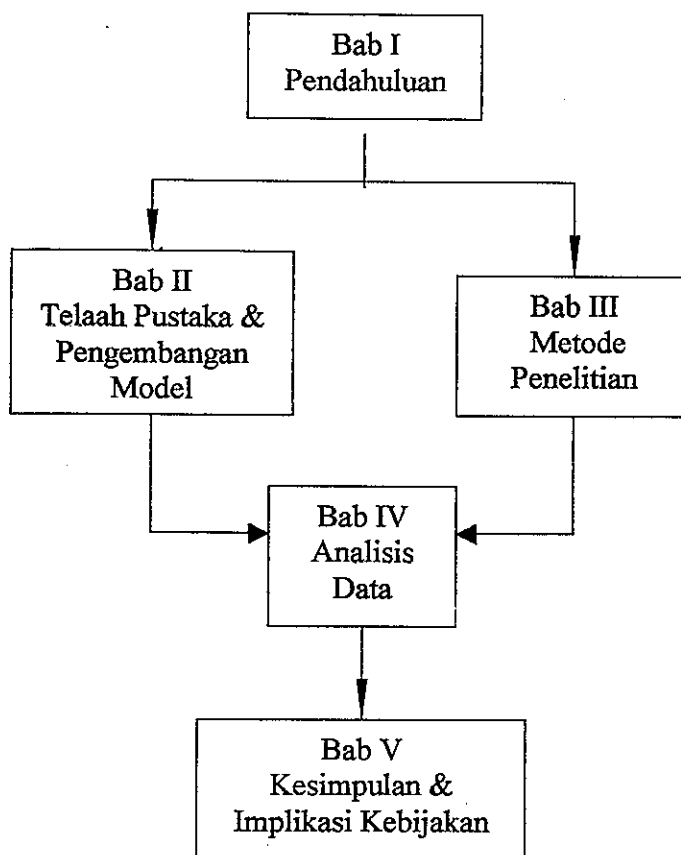 Bab I
Pendahuluan
Bab II
Telaah Pustaka &
Pengembangan
Model
Bab III
Metode
Penelitian
Bab IV
Analisis
Data
Bab V
Kesimpulan &
Implikasi Kebijakan